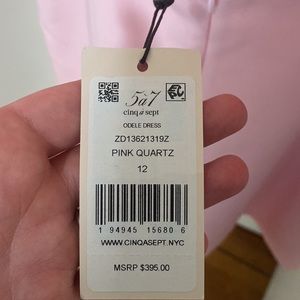 5à7
cinq à sept
ODELE DRESS
ZD13621319Z
PINK QUARTZ
12
1 94945 15680 6
WWW.CINQASEPT.NYC
MSRP $395.00